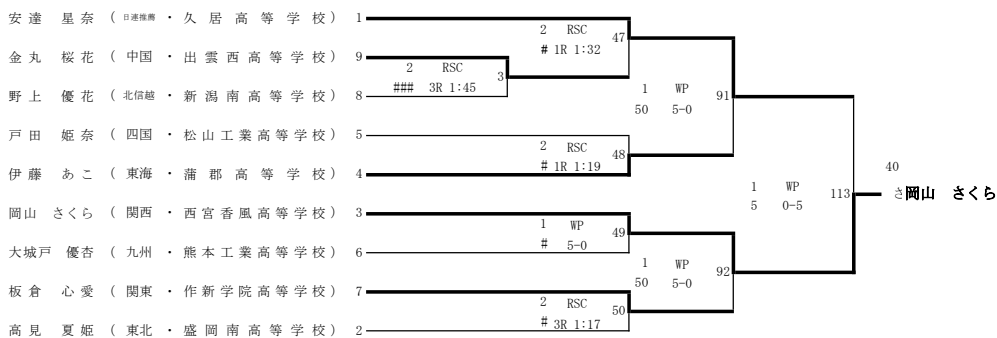 安達 星奈 ( 日連推薦 ・ 久居高等学校 ) 1
2 RSC
47
# 1R 1:32
金丸 桜花 ( 中国 ・ 出雲西高等学校 ) 9
2 RSC
3
### 3R 1:45
野上 優花 ( 北信越 ・ 新潟南高等学校 ) 8
1 WP
91
50 5-0
戸田 姫奈 ( 四国 ・ 松山工業高等学校 ) 5
2 RSC
48
# 1R 1:19
伊藤 あこ ( 東海 ・ 蒲郡高等学校 ) 4
40
1 WP
113
5 0-5
さ岡山 さくら
岡山 さくら ( 関西 ・ 西宮香風高等学校 ) 3
1 WP
49
# 5-0
大城戸 優杏 ( 九州 ・ 熊本工業高等学校 ) 6
1 WP
92
50 5-0
板倉 心愛 ( 関東 ・ 作新学院高等学校 ) 7
2 RSC
50
# 3R 1:17
高見 夏姫 ( 東北 ・ 盛岡南高等学校 ) 2